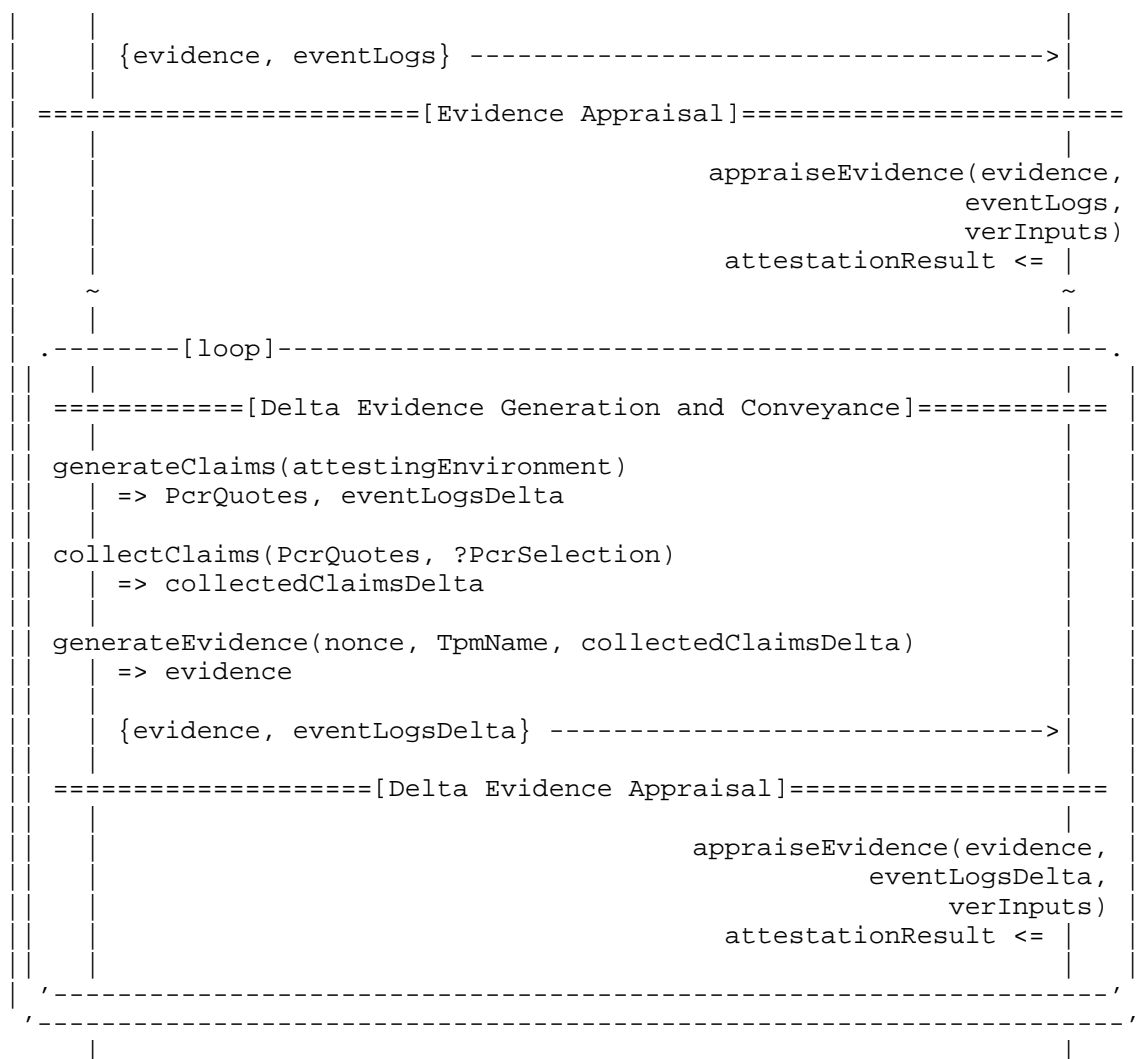 {evidence, eventLogs} ------------------------------------->|
=======================[Evidence Appraisal]========================
appraiseEvidence(evidence,
eventLogs,
verInputs)
attestationResult <= |
~ ~
.--------[loop]-----------------------------------------------------.
============[Delta Evidence Generation and Conveyance]============
generateClaims(attestingEnvironment)
| => PcrQuotes, eventLogsDelta
collectClaims(PcrQuotes, ?PcrSelection)
| => collectedClaimsDelta
generateEvidence(nonce, TpmName, collectedClaimsDelta)
| => evidence
{evidence, eventLogsDelta} -------------------------------->|
====================[Delta Evidence Appraisal]====================
appraiseEvidence(evidence,
eventLogsDelta,
verInputs)
attestationResult <= |